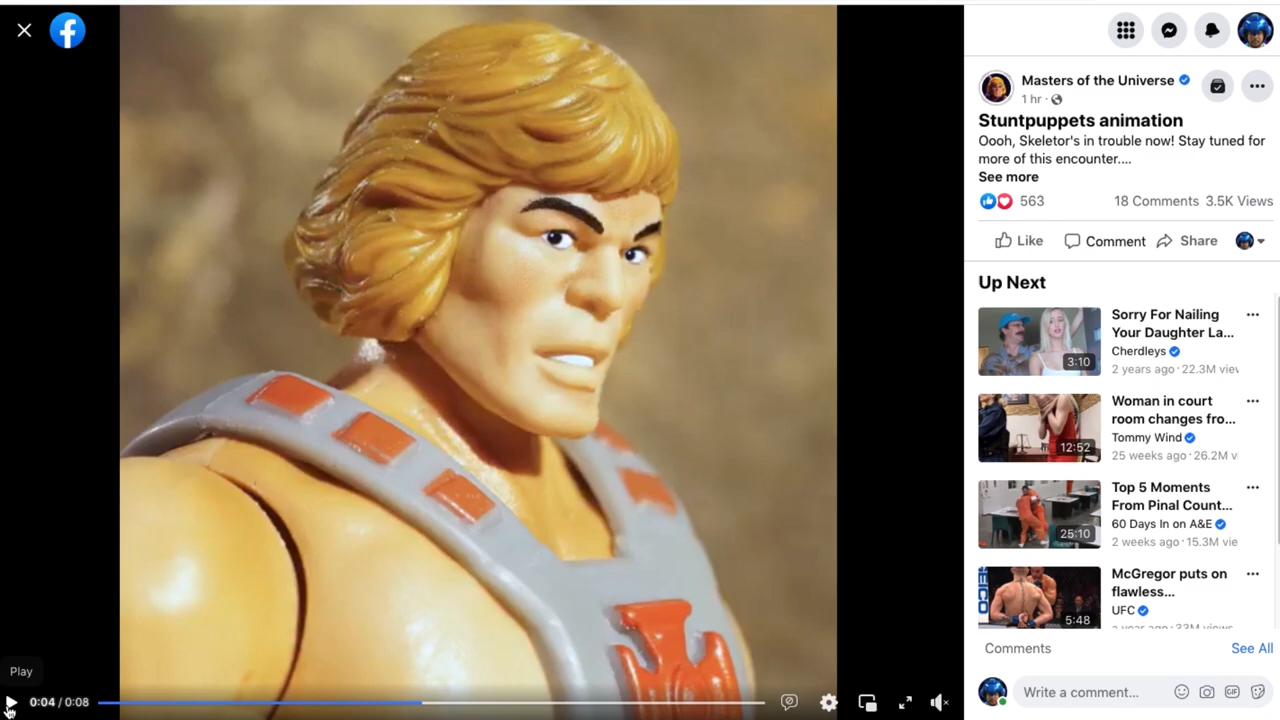 Masters of the Universe
1 hr ·
Stuntpuppets animation
Oooh, Skeletor's in trouble now! Stay tuned for
more of this encounter....
See more
563
18 Comments 3.5K Views
Like
Comment
Share
Up Next
Sorry For Nailing
Your Daughter La...
Cherdleys
2 years ago · 22.3M
3:10
Woman in court
room changes fro...
Tommy Wind
25 weeks ago · 26.2M
12:52
Top 5 Moments
From Pinal Count...
60 Days In on A&E
2 weeks ago · 15.3M
25:10
McGregor puts on
flawless...
UFC
a year ago · 33M views
5:48
Comments
See All
Write a comment...
GIF
Play
0:04 / 0:08